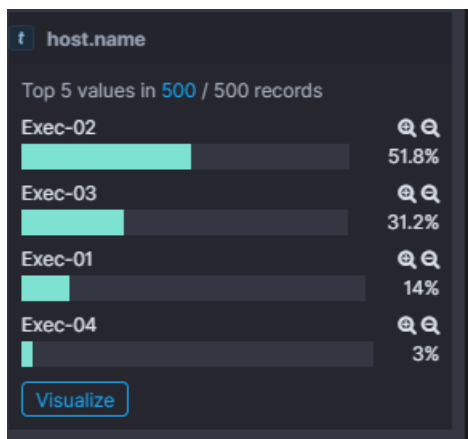 t host.name
Top 5 values in 500 / 500 records
Exec-02
51.8%
Exec-03
31.2%
Exec-01
14%
Exec-04
3%
Visualize